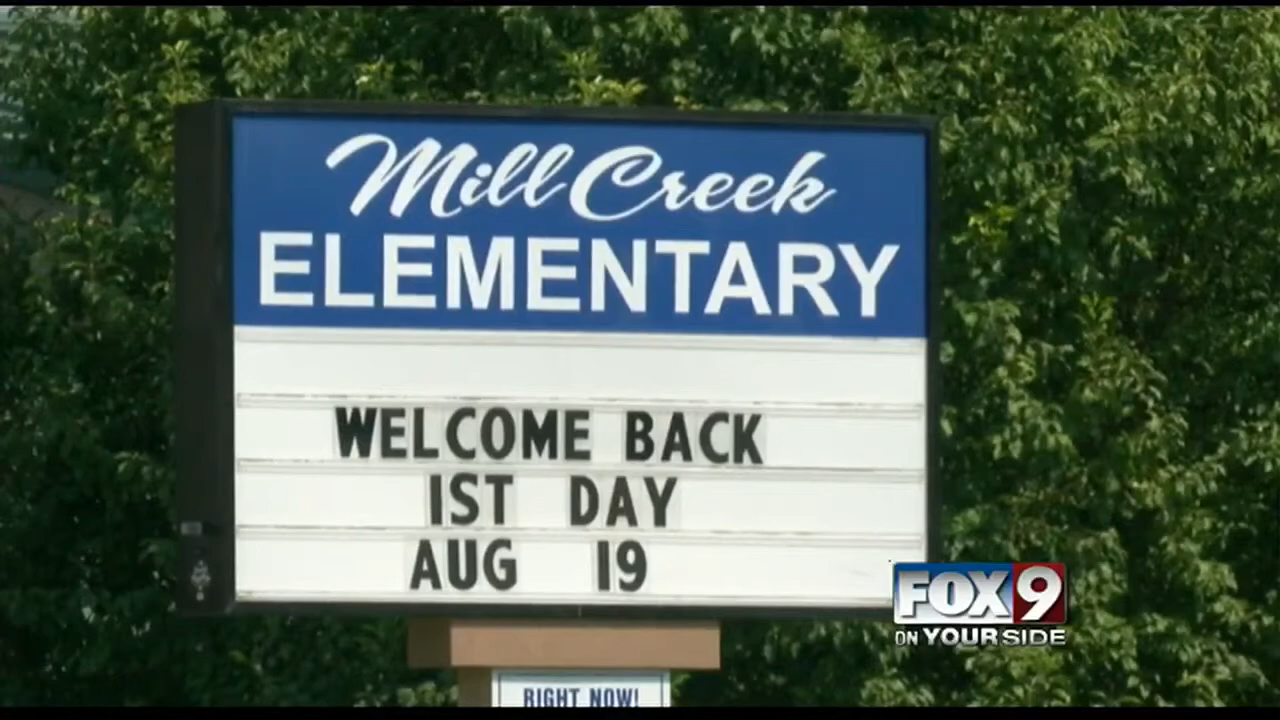 Mill Creek
ELEMENTARY
WELCOME BACK
1ST DAY
AUG 19
FOX 9
ON YOUR SIDE
RIGHT NOW!